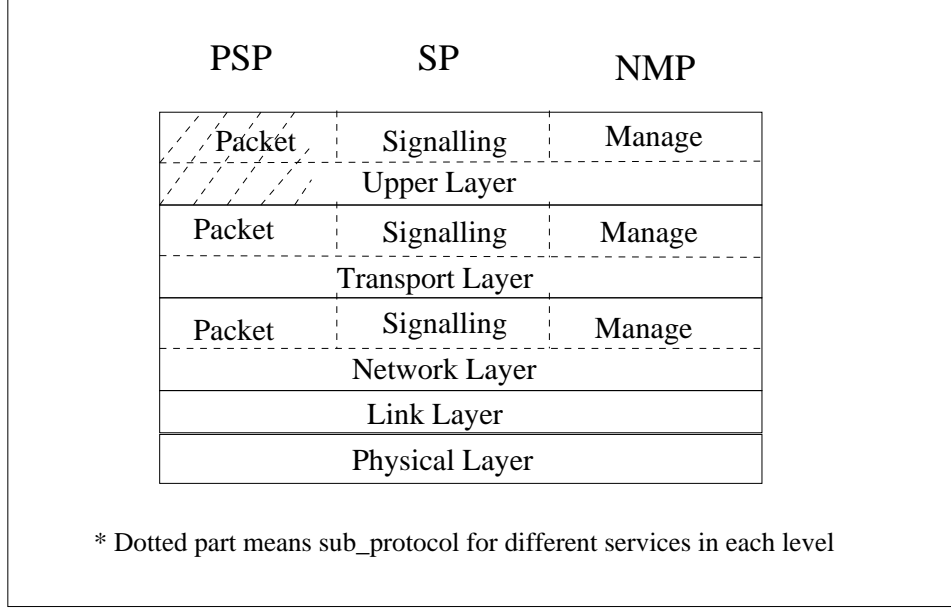 PSP SP NMP
Packet Signalling Manage
Upper Layer
Packet Signalling Manage
Transport Layer
Packet Signalling Manage
Network Layer
Link Layer
Physical Layer
* Dotted part means sub_protocol for different services in each level